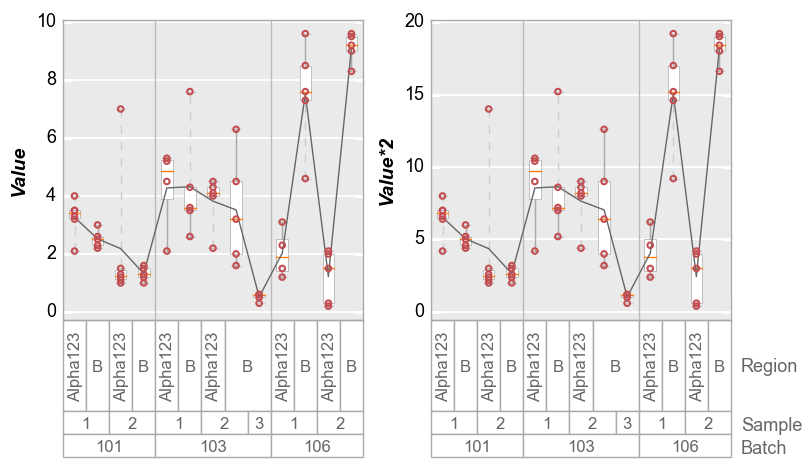 10
8
6
4
2
0
Value
Alpha123 B Alpha123 B Alpha123 B Alpha123 B Alpha123 B Alpha123 B
1 2 1 2 3 1 2
101 103 106
20
15
10
5
0
Value*2
Alpha123 B Alpha123 B Alpha123 B Alpha123 B Alpha123 B Alpha123 B Region
1 2 1 2 3 1 2 Sample
101 103 106 Batch